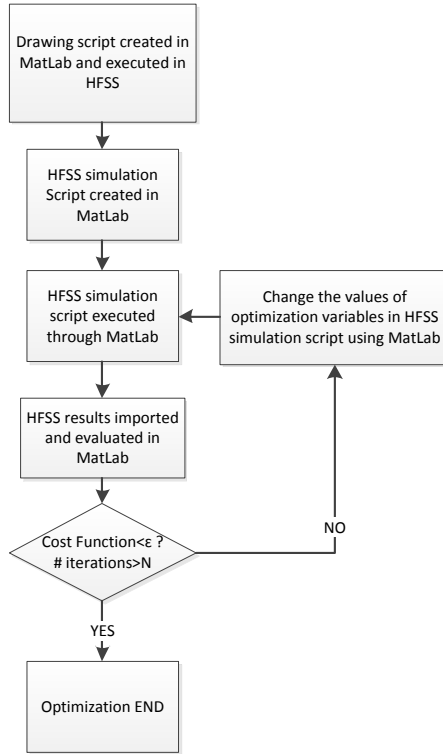 Drawing script created in
MatLab and executed in
HFSS
HFSS simulation
Script created in
MatLab
HFSS simulation
script executed
through MatLab
Change the values of
optimization variables in HFSS
simulation script using MatLab
HFSS results imported
and evaluated in
MatLab
Cost Function<ε ?
# iterations>N
NO
YES
Optimization END